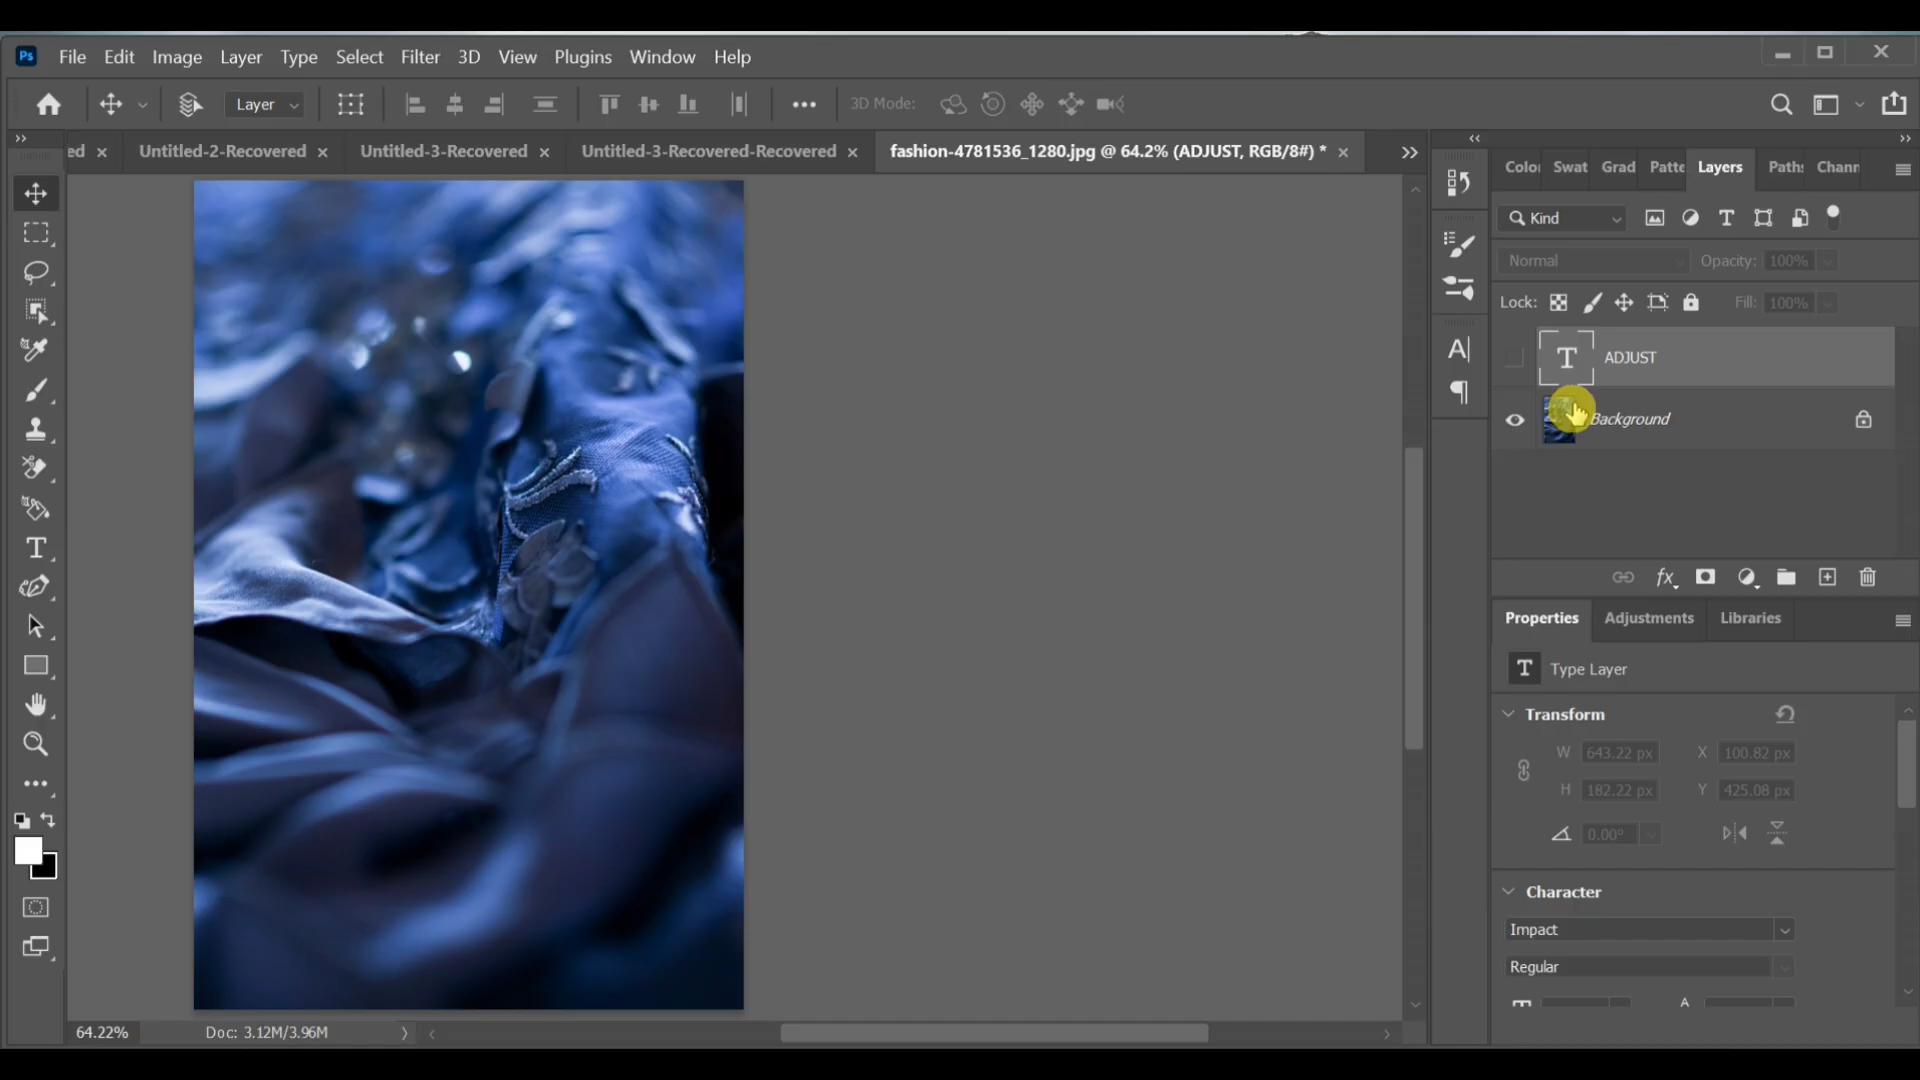 Ps File Edit Image Layer Type Select Filter 3D View Plugins Window Help
Layer 3D Mode:
ed × Untitled-2-Recovered × Untitled-3-Recovered × Untitled-3-Recovered-Recovered × fashion-4781536_1280.jpg @ 64.2% (ADJUST, RGB/8#) * ×
Color Swat Grad Patte Layers Paths Chann
Kind
Normal Opacity: 100%
Lock: Fill: 100%
T ADJUST
Background
fx
Properties Adjustments Libraries
T Type Layer
Transform
W 643.22 px X 100.82 px
H 182.22 px Y 425.08 px
0.00°
Character
Impact
Regular
64.22% Doc: 3.12M/3.96M